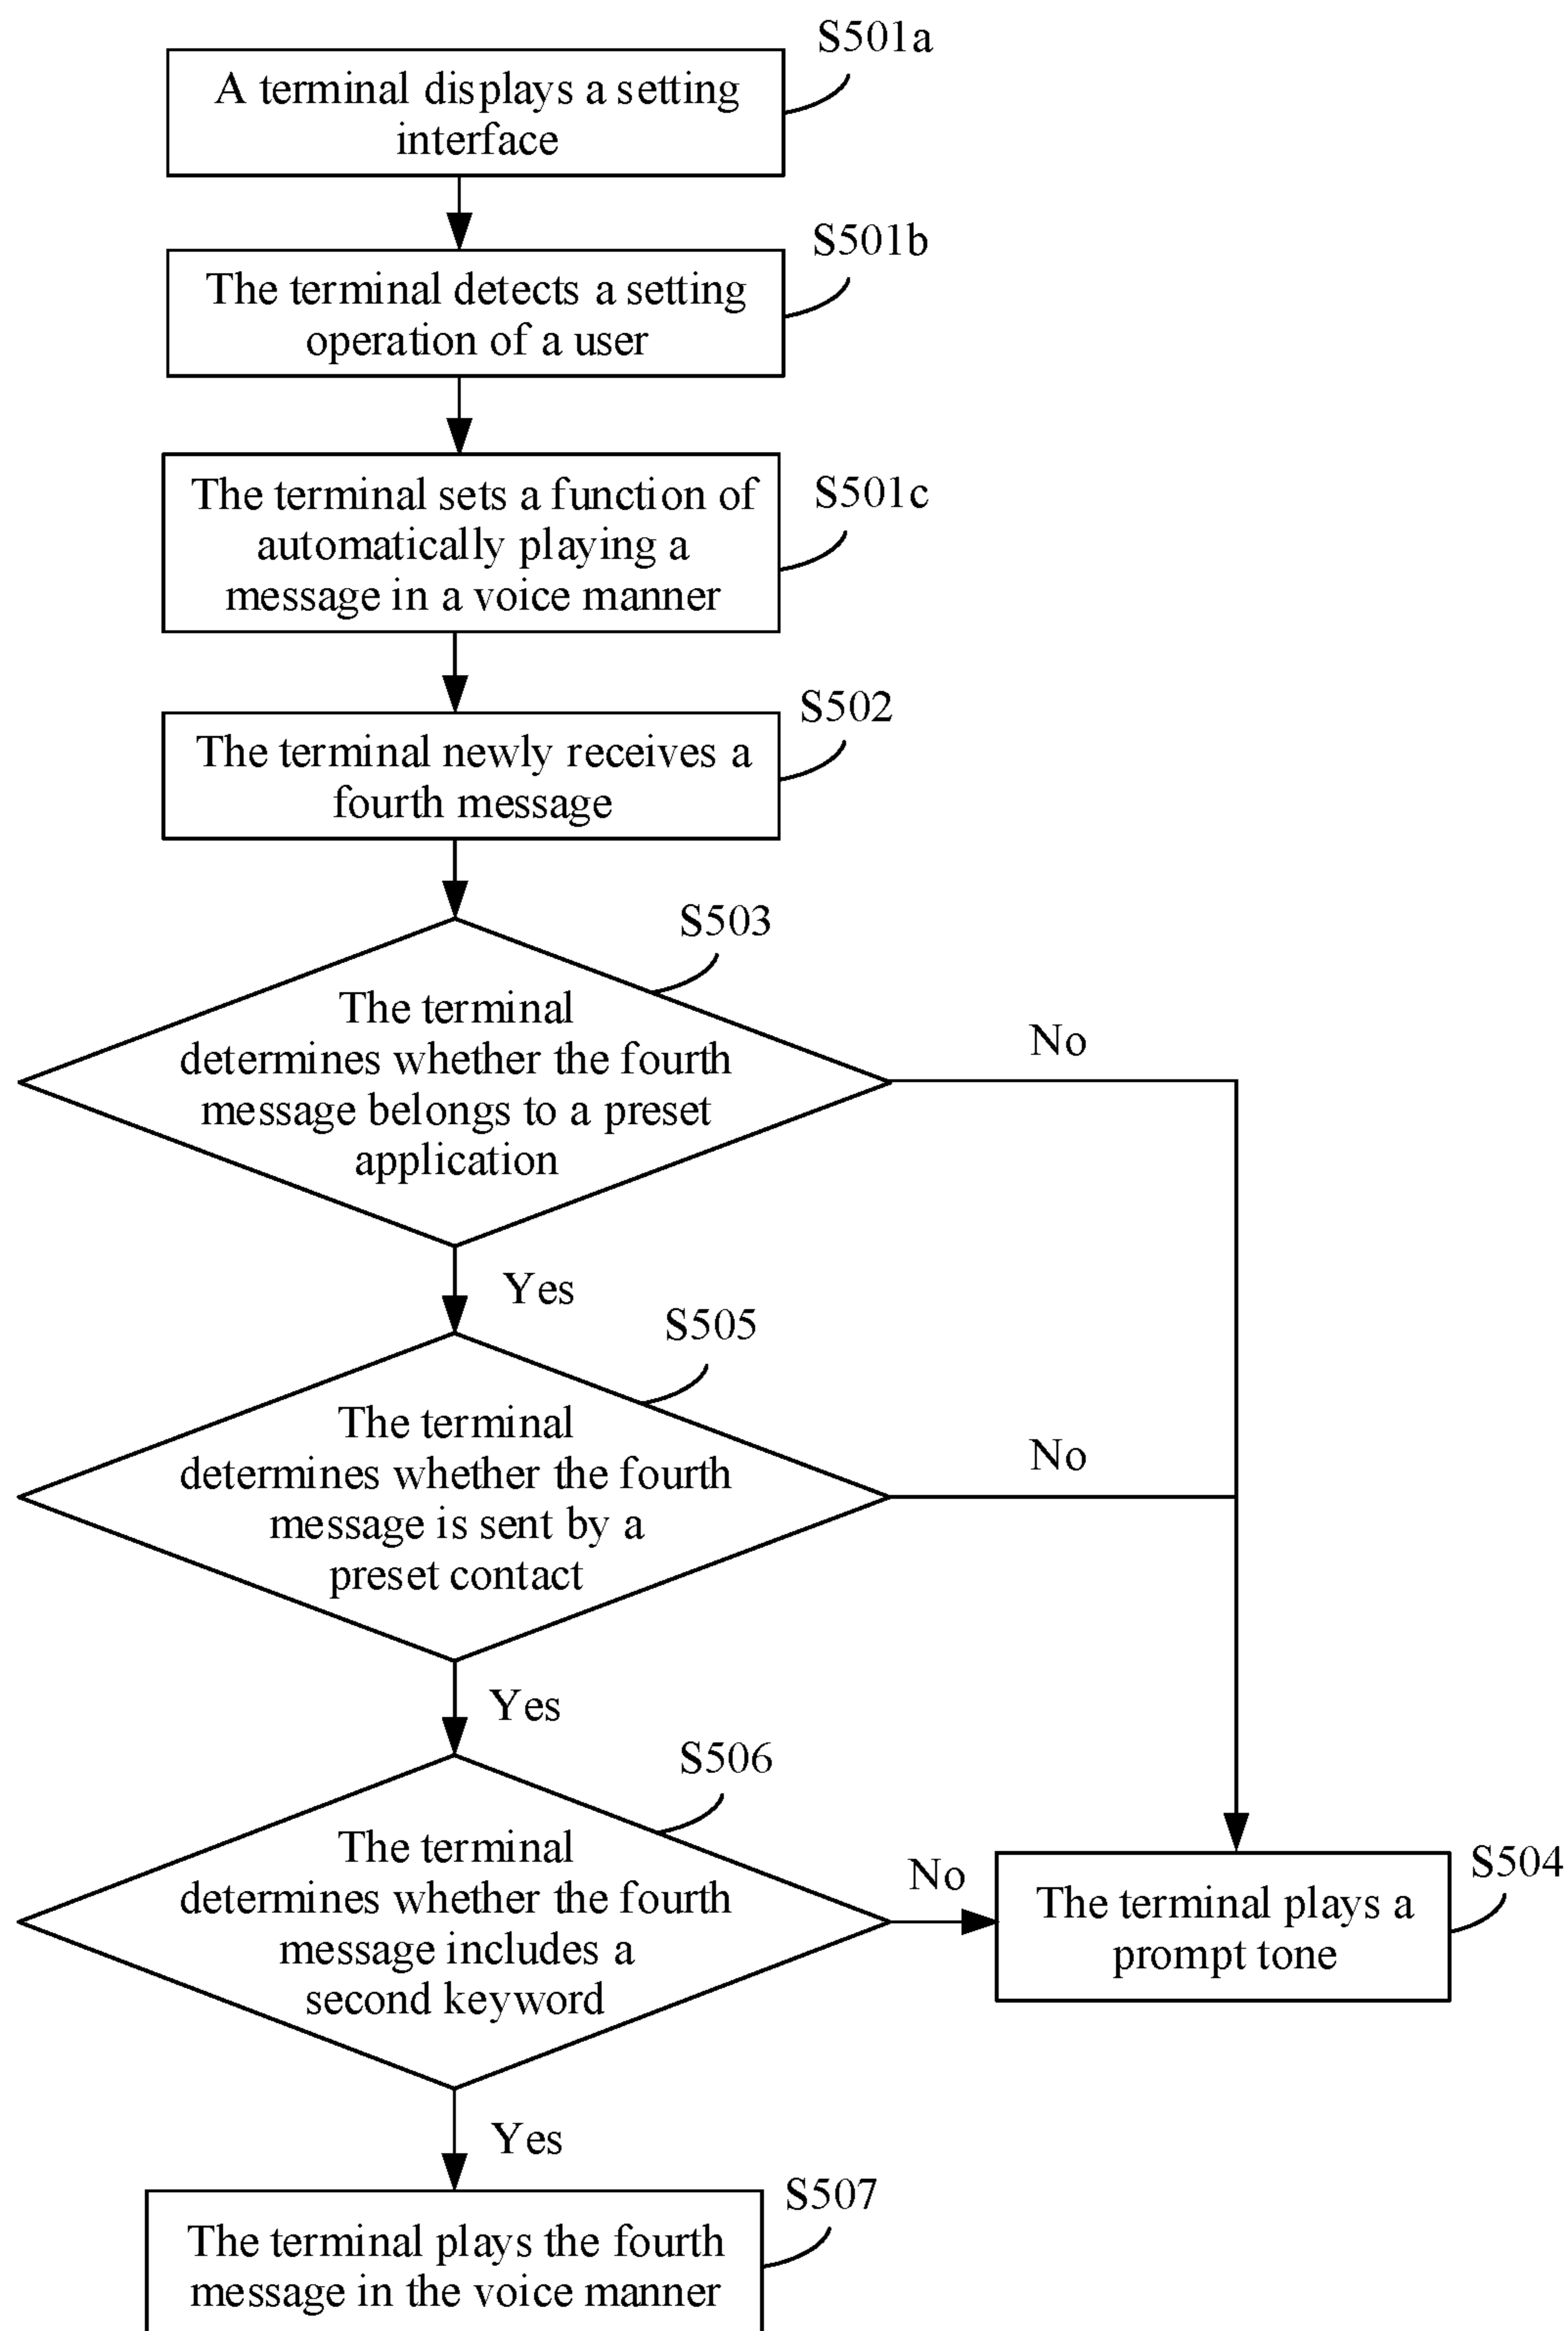 S501a
A terminal displays a setting
interface
S501b
The terminal detects a setting
operation of a user
S501c
The terminal sets a function of
automatically playing a
message in a voice manner
S502
The terminal newly receives a
fourth message
S503
The terminal
determines whether the fourth
message belongs to a preset
application
No
Yes
S505
The terminal
determines whether the fourth
message is sent by a
preset contact
No
Yes
S506
The terminal
determines whether the fourth
message includes a
second keyword
No
S504
The terminal plays a
prompt tone
Yes
S507
The terminal plays the fourth
message in the voice manner